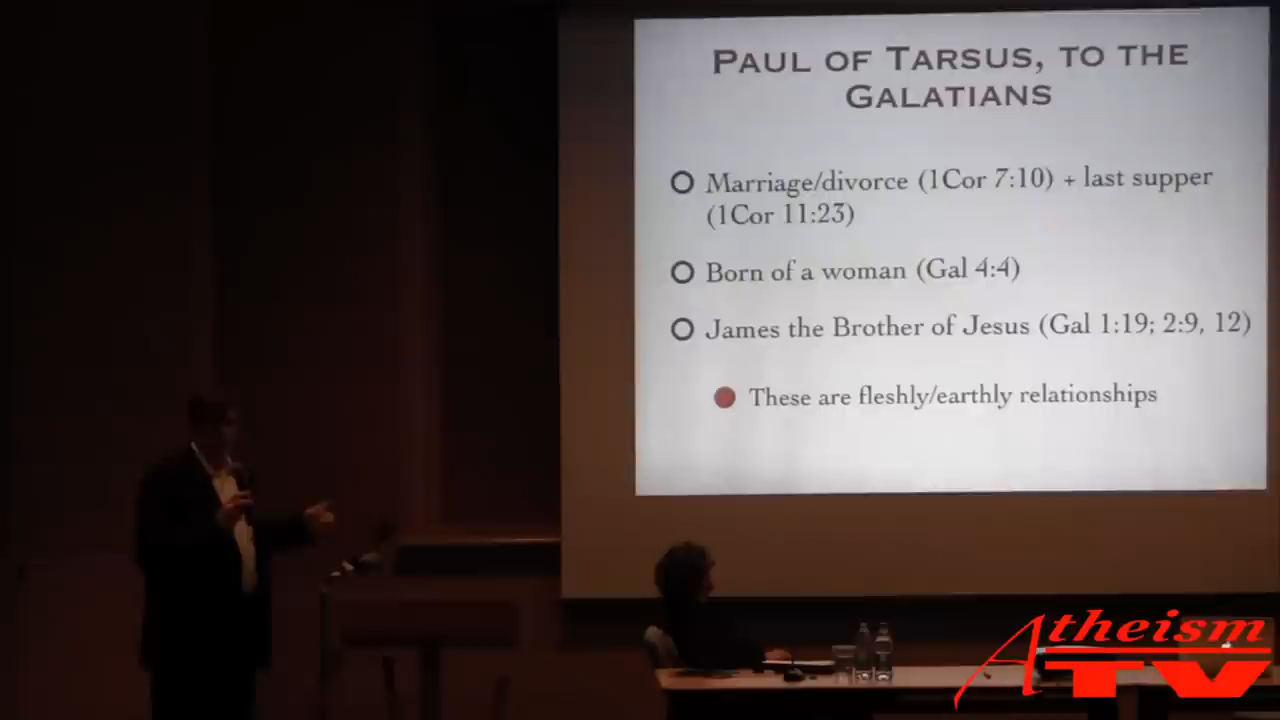 PAUL OF TARSUS, TO THE
GALATIANS
Marriage/divorce (1Cor 7:10) + last supper
(1Cor 11:23)
Born of a woman (Gal 4:4)
James the Brother of Jesus (Gal 1:19; 2:9, 12)
These are fleshly/earthly relationships
Atheism
TV